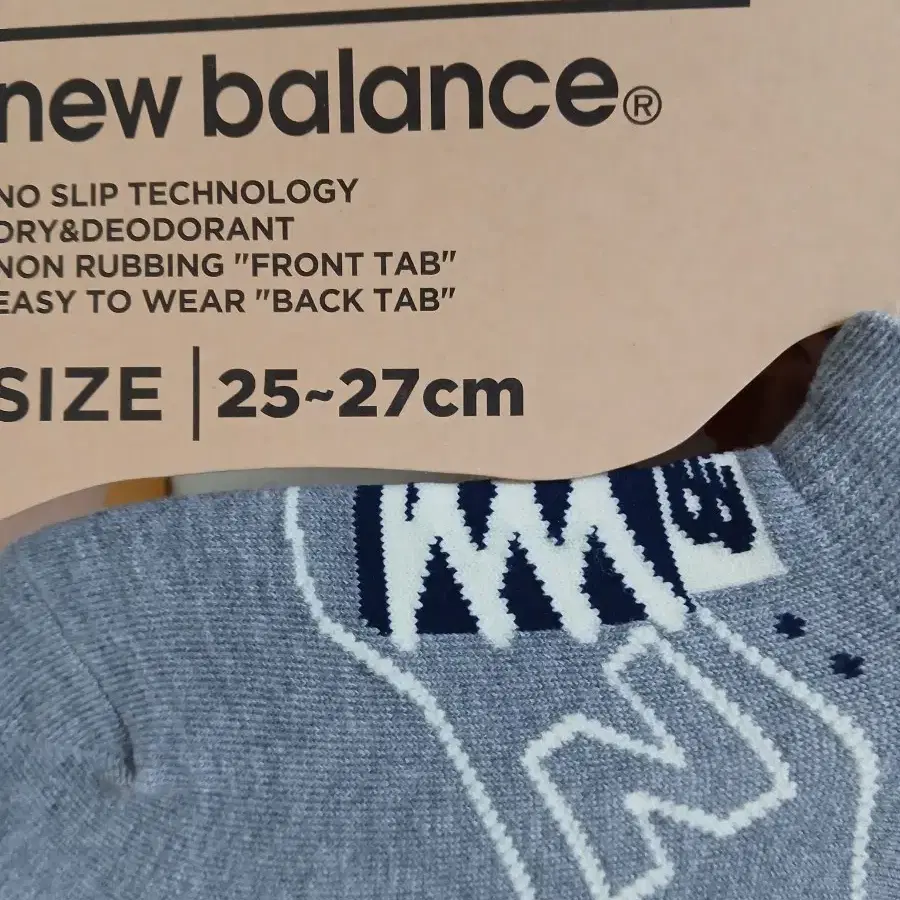 new balance®
NO SLIP TECHNOLOGY
DRY&DEODORANT
NON RUBBING "FRONT TAB"
EASY TO WEAR "BACK TAB"
SIZE | 25~27cm
N